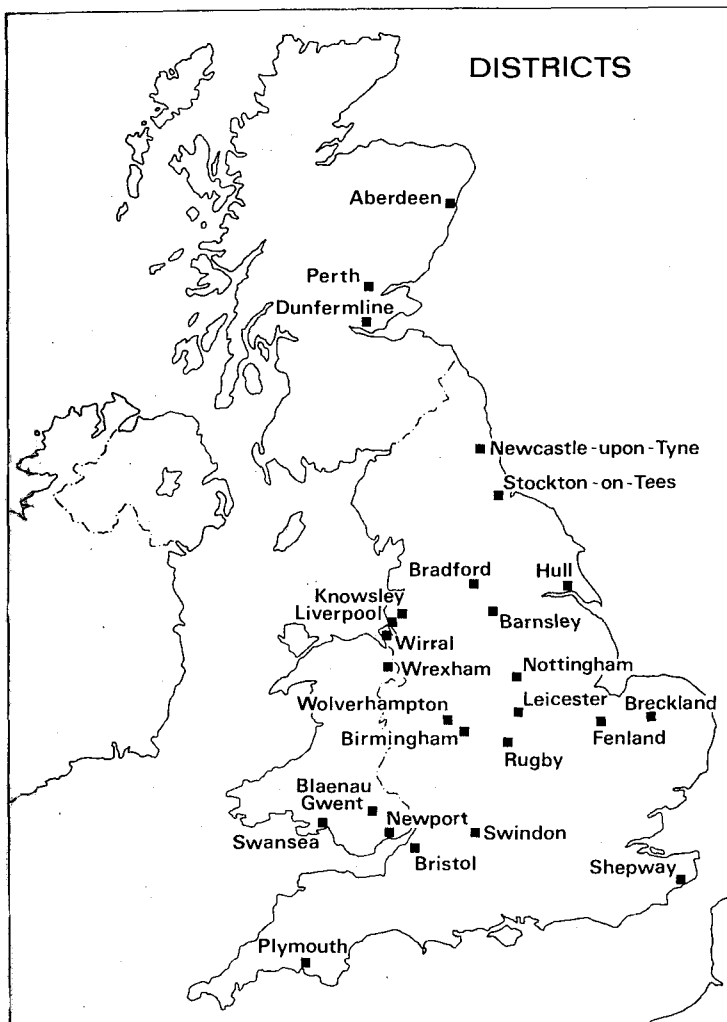 DISTRICTS
Aberdeen
Perth
Dunfermline
Newcastle-upon-Tyne
Stockton-on-Tees
Bradford
Hull
Knowsley
Liverpool
Barnsley
Wirral
Wrexham
Nottingham
Wolverhampton
Leicester
Breckland
Birmingham
Fenland
Rugby
Blaenau
Gwent
Newport
Swansea
Swindon
Bristol
Shepway
Plymouth